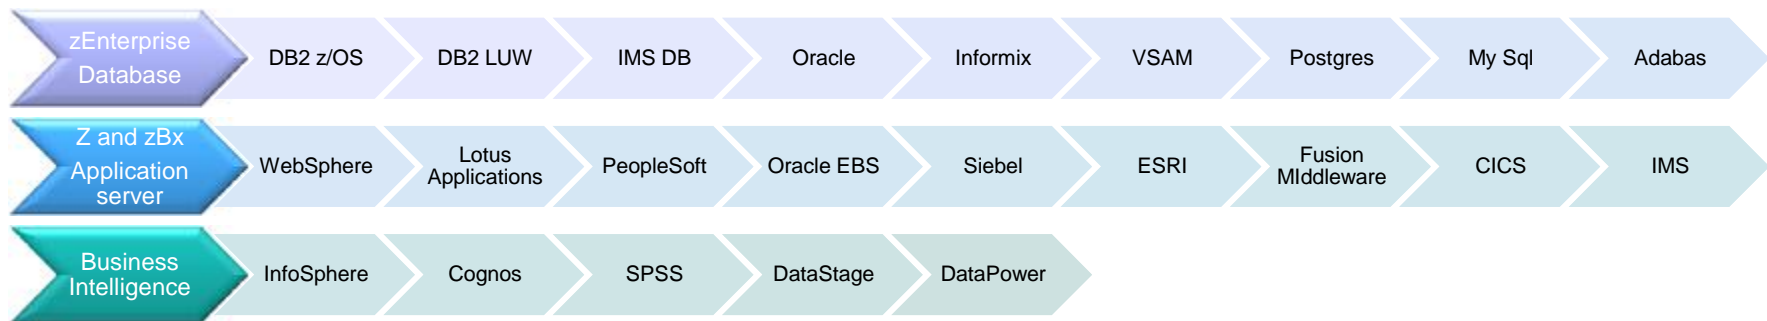 zEnterprise
Database
DB2 z/OS
DB2 LUW
IMS DB
Oracle
Informix
VSAM
Postgres
My Sql
Adabas
Z and zBx
Application
server
WebSphere
Lotus
Applications
PeopleSoft
Oracle EBS
Siebel
ESRI
Fusion
MIddleware
CICS
IMS
Business
Intelligence
InfoSphere
Cognos
SPSS
DataStage
DataPower